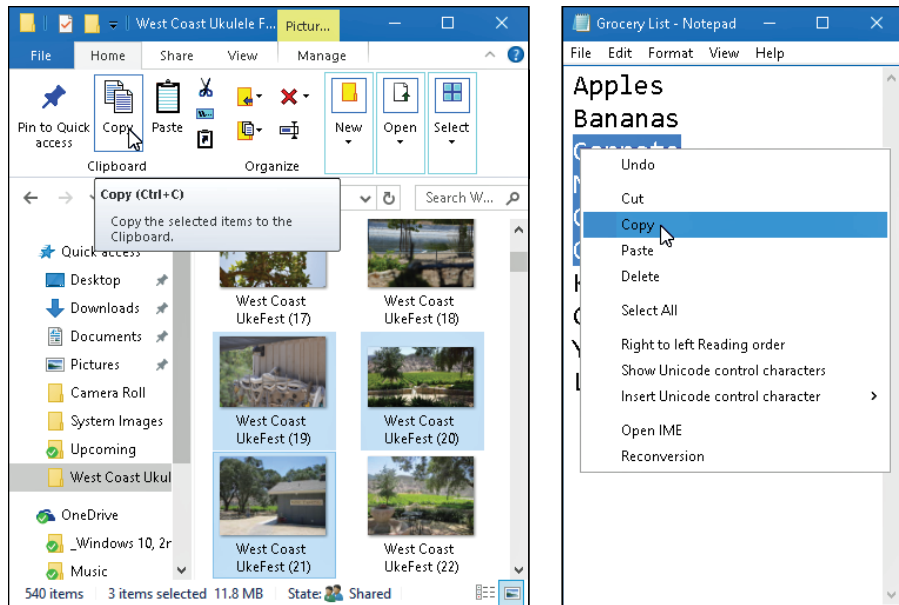 West Coast Ukulele F...
Pictur...
File
Home
Share
View
Manage
Pin to Quick
access
Copy
Paste
New
Open
Select
Clipboard
Organize
Copy (Ctrl+C)
Copy the selected items to the
Clipboard.
Search W...
Quick access
Desktop
Downloads
Documents
Pictures
Camera Roll
System Images
Upcoming
West Coast Ukul
OneDrive
_Windows 10, 2r
Music
West Coast
UkeFest (17)
West Coast
UkeFest (18)
West Coast
UkeFest (19)
West Coast
UkeFest (20)
West Coast
UkeFest (21)
West Coast
UkeFest (22)
540 items
3 items selected 11.8 MB
State: Shared
Grocery List - Notepad
File Edit Format View Help
Apples
Bananas
Undo
Cut
Copy
Paste
Delete
Select All
Right to left Reading order
Show Unicode control characters
Insert Unicode control character
Open IME
Reconversion